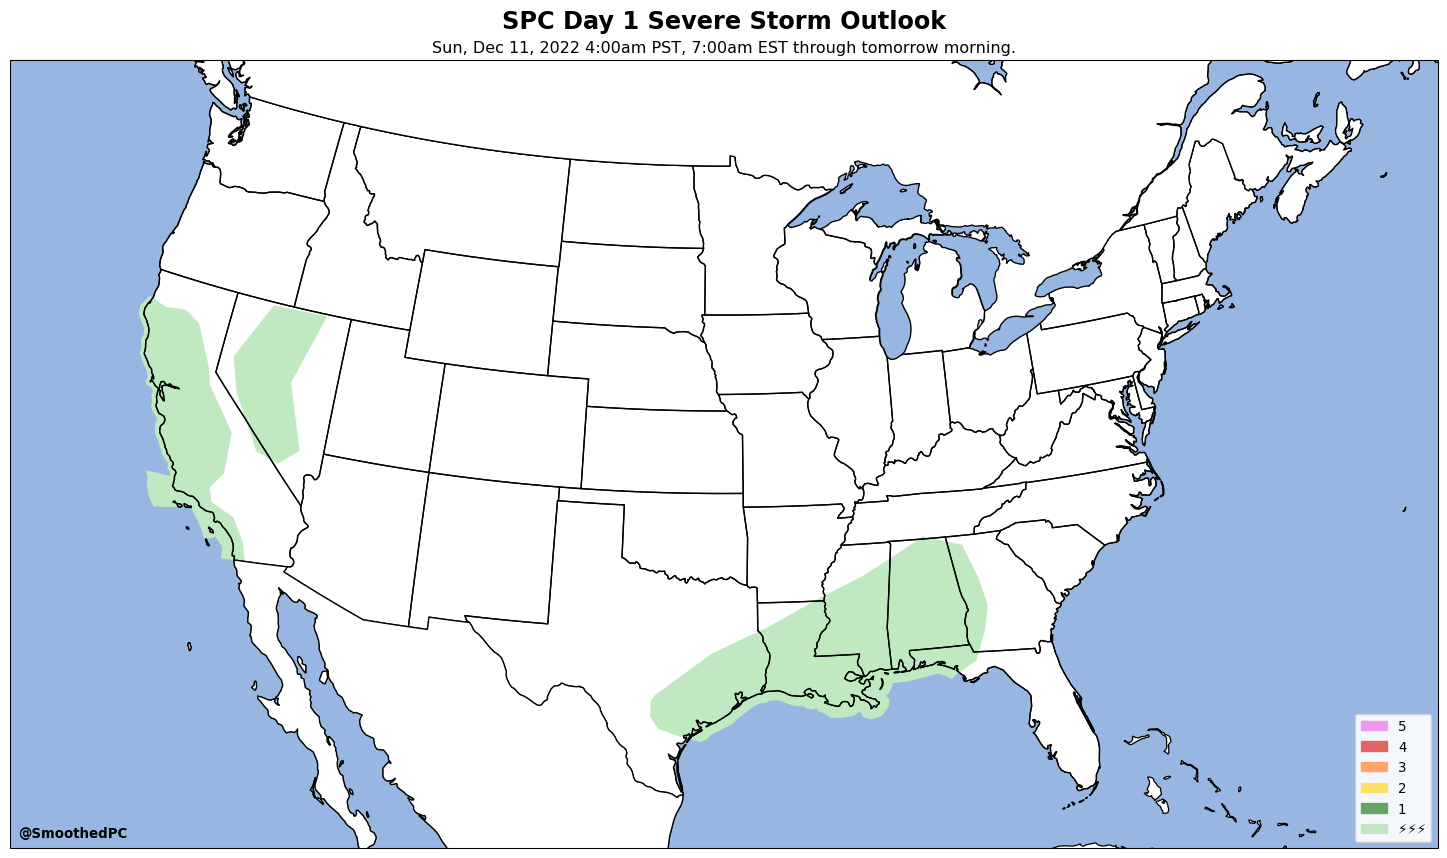 SPC Day 1 Severe Storm Outlook
Sun, Dec 11, 2022 4:00am PST, 7:00am EST through tomorrow morning.
5
4
3
2
1
⚡⚡⚡
@SmoothedPC